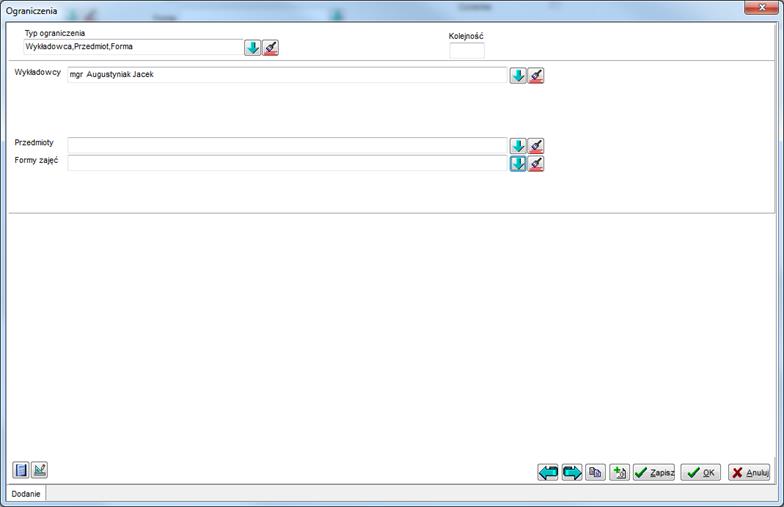 Ograniczenia
Typ ograniczenia
Kolejność
Wykładowca,Przedmiot,Forma
Wykładowcy
mgr Augustyniak Jacek
Przedmioty
Formy zajęć
Zapisz
OK
Anuluj
Dodanie